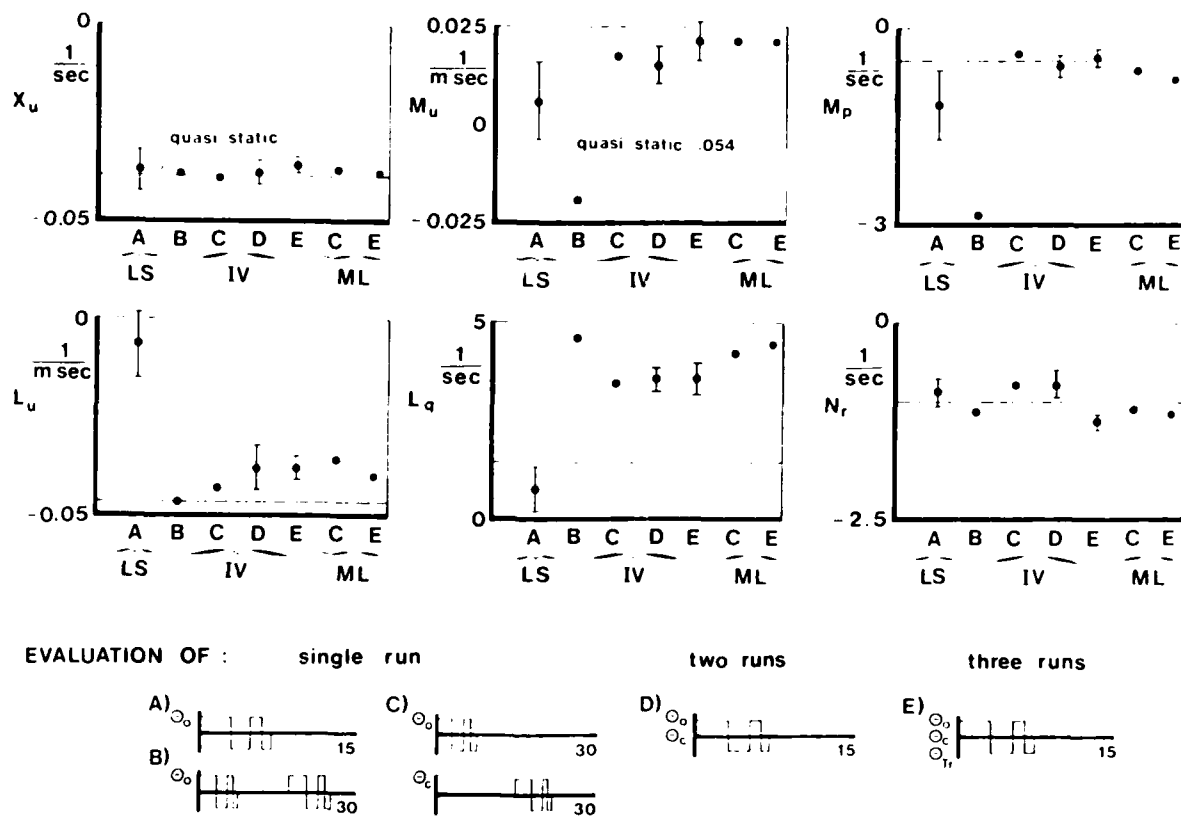 0
1
sec
X_u
quasi static
-0.05
A B C D E C E
LS IV ML
0.025
1
m sec
M_u
0
quasi static .054
-0.025
A B C D E C E
LS IV ML
0
1
sec
M_p
-3
A B C D E C E
LS IV ML
0
1
m sec
L_u
-0.05
A B C D E C E
LS IV ML
5
1
sec
L_q
0
A B C D E C E
LS IV ML
0
1
sec
N_r
-2.5
A B C D E C E
LS IV ML
EVALUATION OF : single run two runs three runs
A) Θ_o 15
B) Θ_o 30
C) Θ_o 30
Θ_c 30
D) Θ_o Θ_c 15
E) Θ_o Θ_c Θ_Tr 15